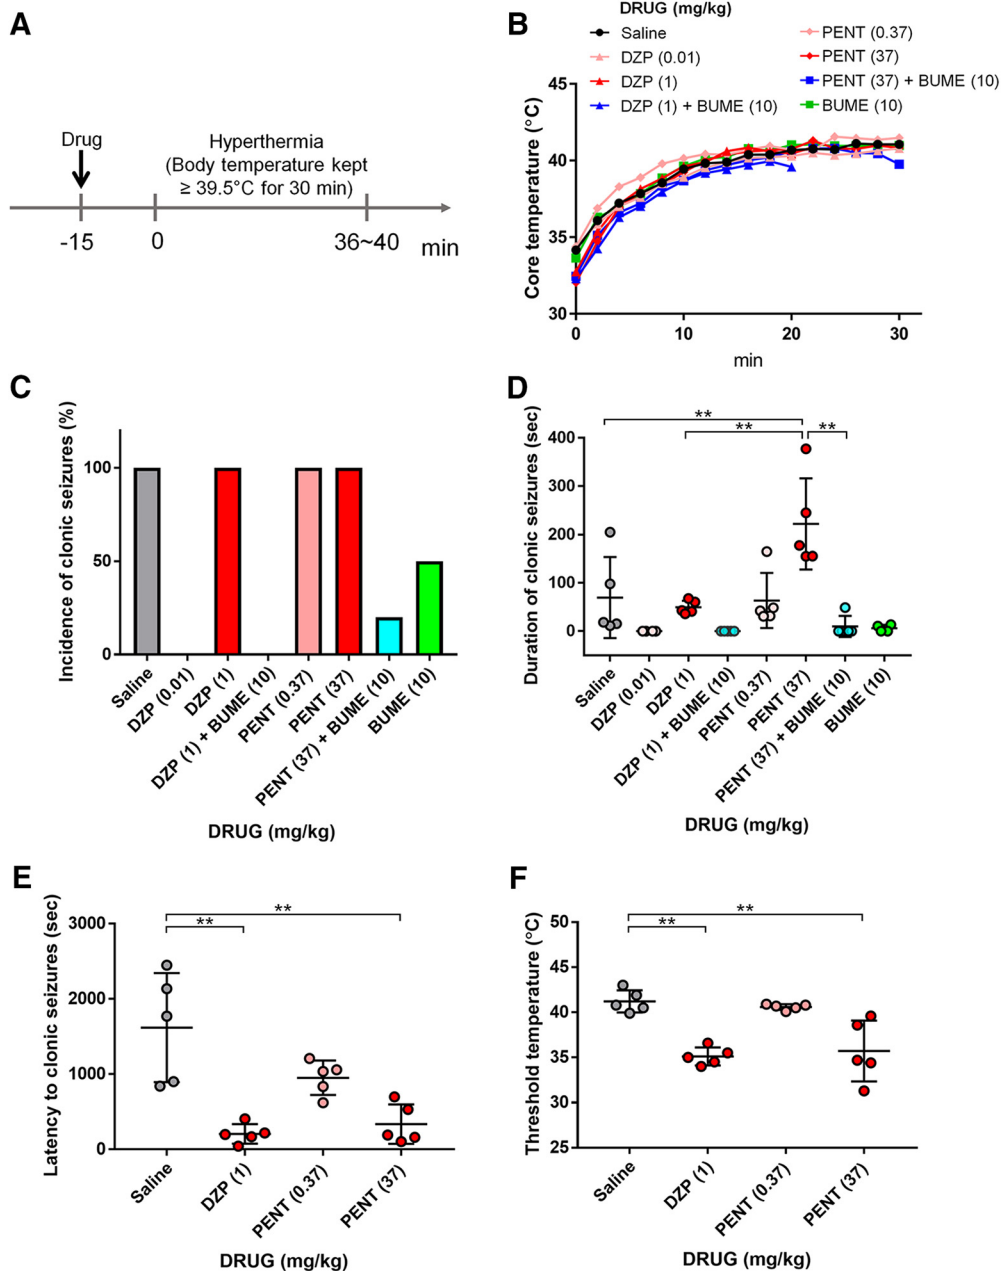 A
Drug
Hyperthermia
(Body temperature kept
≥ 39.5°C for 30 min)
-15
0
36~40
min
B
DRUG (mg/kg)
Saline
DZP (0.01)
DZP (1)
DZP (1) + BUME (10)
PENT (0.37)
PENT (37)
PENT (37) + BUME (10)
BUME (10)
Core temperature (°C)
45
40
35
30
0
10
20
30
min
C
Incidence of clonic seizures (%)
100
50
0
Saline
DZP (0.01)
DZP (1)
DZP (1) + BUME (10)
PENT (0.37)
PENT (37)
PENT (37) + BUME (10)
BUME (10)
DRUG (mg/kg)
D
Duration of clonic seizures (sec)
**
**
**
400
300
200
100
0
Saline
DZP (0.01)
DZP (1)
DZP (1) + BUME (10)
PENT (0.37)
PENT (37)
PENT (37) + BUME (10)
BUME (10)
DRUG (mg/kg)
E
Latency to clonic seizures (sec)
**
**
3000
2000
1000
0
Saline
DZP (1)
PENT (0.37)
PENT (37)
DRUG (mg/kg)
F
Threshold temperature (°C)
**
**
50
45
40
35
30
25
Saline
DZP (1)
PENT (0.37)
PENT (37)
DRUG (mg/kg)